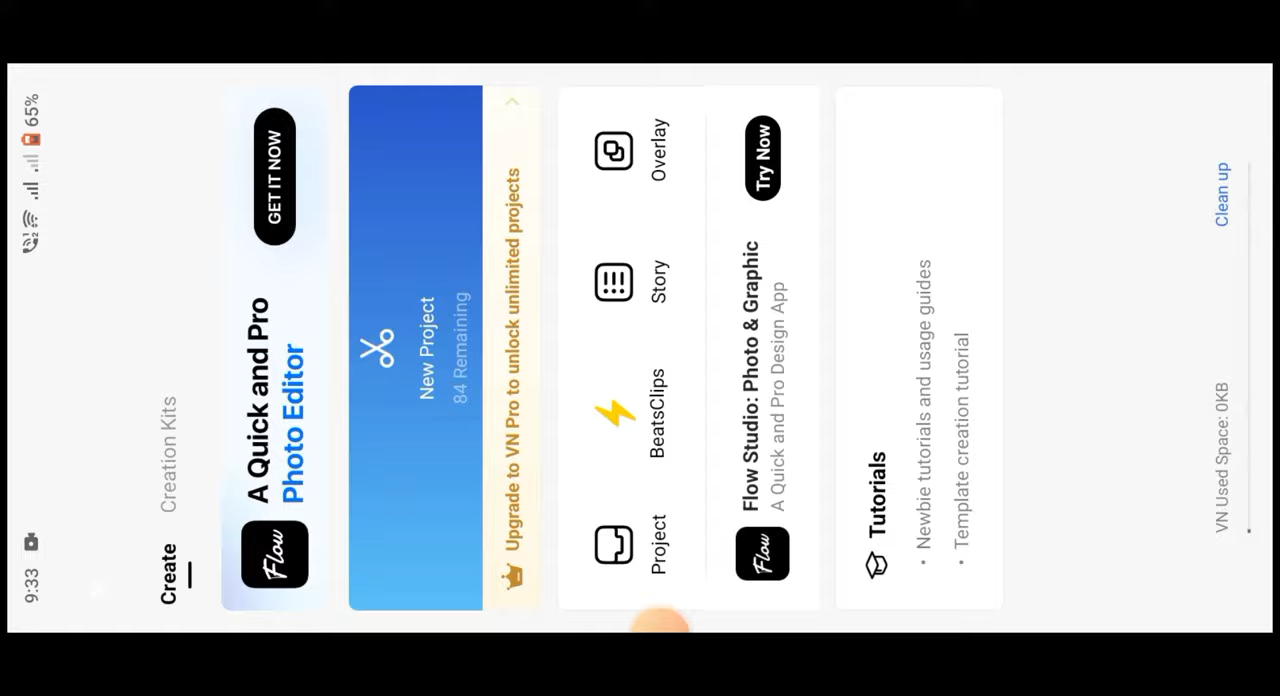 9:33
65%
Create
Creation Kits
Flow
A Quick and Pro
Photo Editor
GET IT NOW
New Project
84 Remaining
Upgrade to VN Pro to unlock unlimited projects
Project
BeatsClips
Story
Overlay
Flow
Flow Studio: Photo & Graphic
A Quick and Pro Design App
Try Now
Tutorials
• Newbie tutorials and usage guides
• Template creation tutorial
VN Used Space: 0KB
Clean up